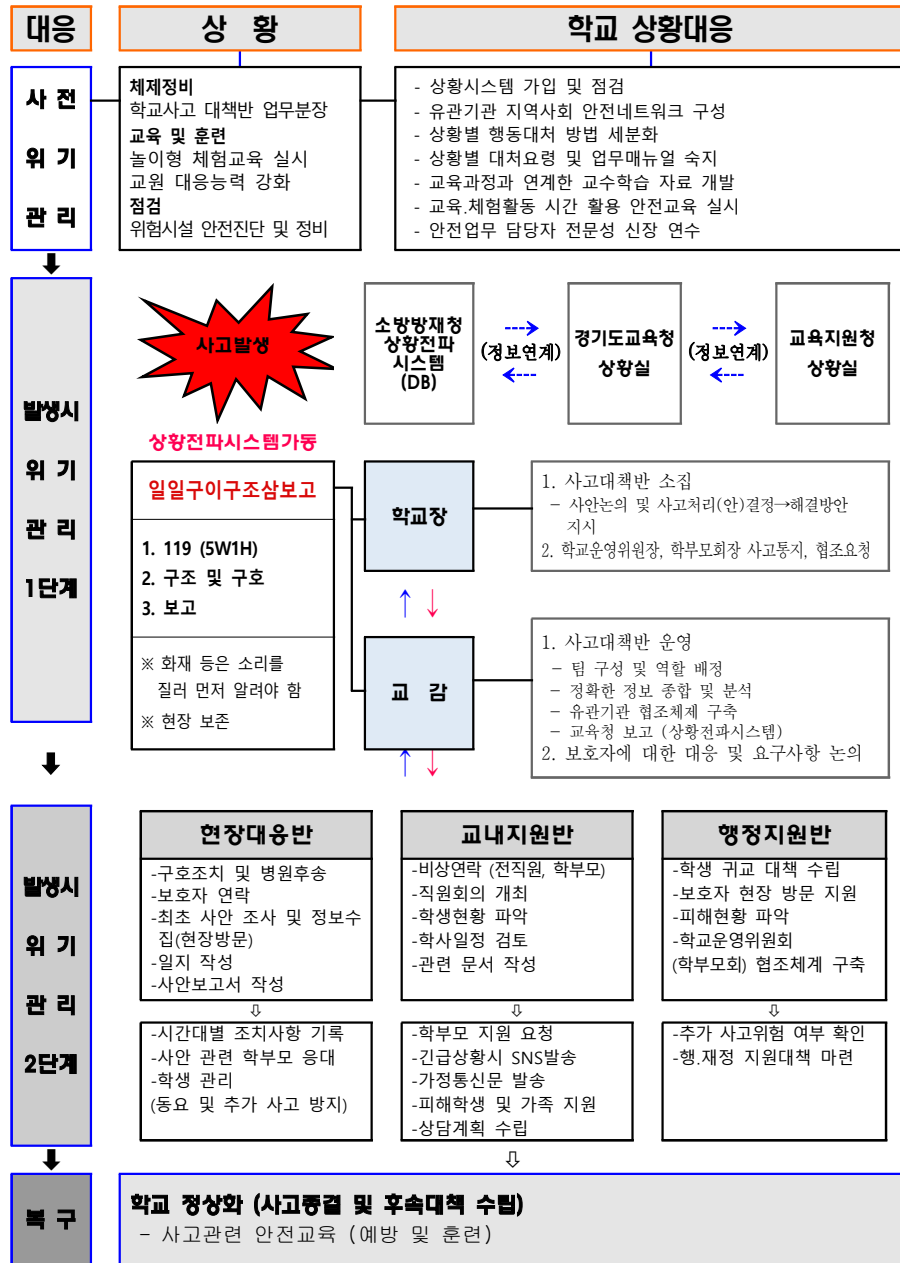 대응
상 황
학교 상황대응
사 전
위 기
관 리
체제정비
학교사고 대책반 업무분장
교육 및 훈련
놀이형 체험교육 실시
교원 대응능력 강화
점검
위험시설 안전진단 및 정비
- 상황시스템 가입 및 점검
- 유관기관 지역사회 안전네트워크 구성
- 상황별 행동대처 방법 세분화
- 상황별 대처요령 및 업무매뉴얼 숙지
- 교육과정과 연계한 교수학습 자료 개발
- 교육.체험활동 시간 활용 안전교육 실시
- 안전업무 담당자 전문성 신장 연수
발생시
위 기
관 리
1단계
사고발생
상황전파시스템가동
소방방재청
상황전파
시스템
(DB)
(정보연계)
경기도교육청
상황실
(정보연계)
교육지원청
상황실
일일구이구조삼보고
1. 119 (5W1H)
2. 구조 및 구호
3. 보고
※ 화재 등은 소리를
질러 먼저 알려야 함
※ 현장 보존
학교장
1. 사고대책반 소집
- 사안논의 및 사고처리(안)결정→해결방안
지시
2. 학교운영위원장, 학부모회장 사고통지, 협조요청
교 감
1. 사고대책반 운영
- 팀 구성 및 역할 배정
- 정확한 정보 종합 및 분석
- 유관기관 협조체제 구축
- 교육청 보고 (상황전파시스템)
2. 보호자에 대한 대응 및 요구사항 논의
발생시
위 기
관 리
2단계
현장대응반
-구호조치 및 병원후송
-보호자 연락
-최초 사안 조사 및 정보수
집(현장방문)
-일지 작성
-사안보고서 작성
-시간대별 조치사항 기록
-사안 관련 학부모 응대
-학생 관리
(동요 및 추가 사고 방지)
교내지원반
-비상연락 (전직원, 학부모)
-직원회의 개최
-학생현황 파악
-학사일정 검토
-관련 문서 작성
-학부모 지원 요청
-긴급상황시 SNS발송
-가정통신문 발송
-피해학생 및 가족 지원
-상담계획 수립
행정지원반
-학생 귀교 대책 수립
-보호자 현장 방문 지원
-피해현황 파악
-학교운영위원회
(학부모회) 협조체계 구축
-추가 사고위험 여부 확인
-행.재정 지원대책 마련
복 구
학교 정상화 (사고종결 및 후속대책 수립)
- 사고관련 안전교육 (예방 및 훈련)